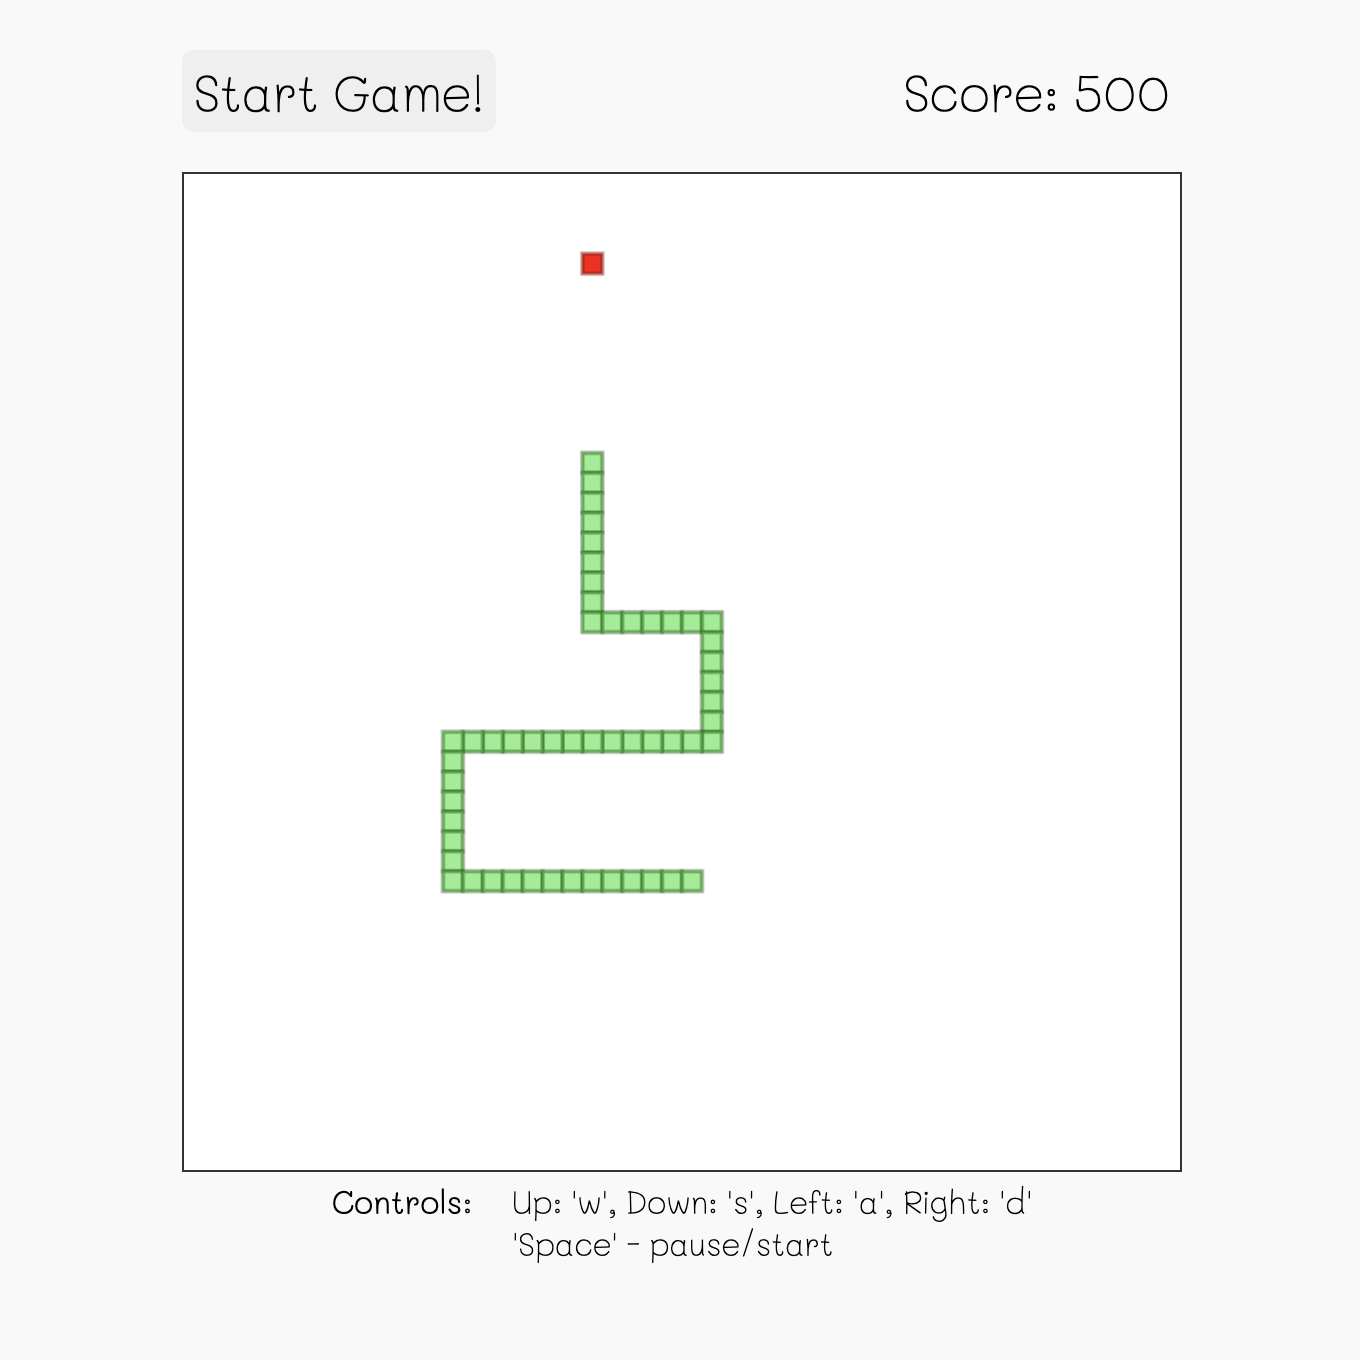 Start Game! Score: 500
Controls: Up: 'w', Down: 's', Left: 'a', Right: 'd'
'Space' - pause/start